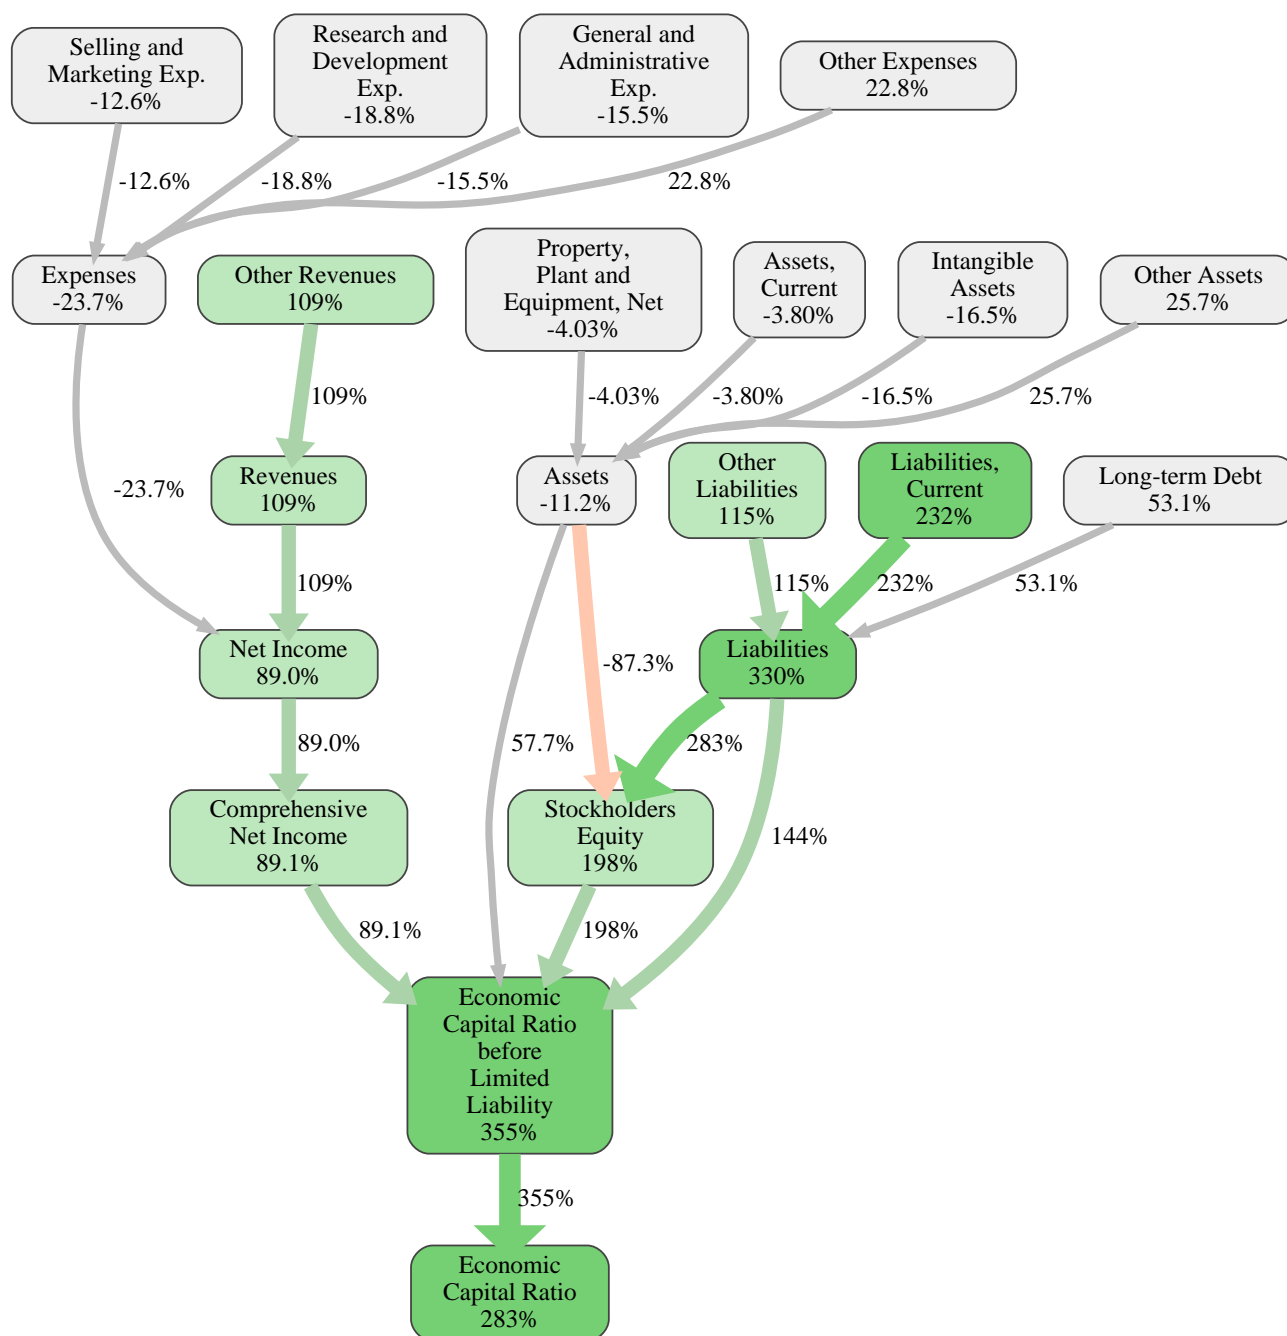 Selling and
Marketing Exp.
-12.6%
Research and
Development
Exp.
-18.8%
General and
Administrative
Exp.
-15.5%
Other Expenses
22.8%
-12.6%
-18.8%
-15.5%
22.8%
Expenses
-23.7%
Other Revenues
109%
Property,
Plant and
Equipment, Net
-4.03%
Assets,
Current
-3.80%
Intangible
Assets
-16.5%
Other Assets
25.7%
109%
-4.03%
-3.80%
-16.5%
25.7%
-23.7%
Revenues
109%
Assets
-11.2%
Other
Liabilities
115%
Liabilities,
Current
232%
Long-term Debt
53.1%
109%
115%
232%
53.1%
Net Income
89.0%
-87.3%
Liabilities
330%
89.0%
57.7%
283%
Comprehensive
Net Income
89.1%
Stockholders
Equity
198%
144%
89.1%
198%
Economic
Capital Ratio
before
Limited
Liability
355%
355%
Economic
Capital Ratio
283%